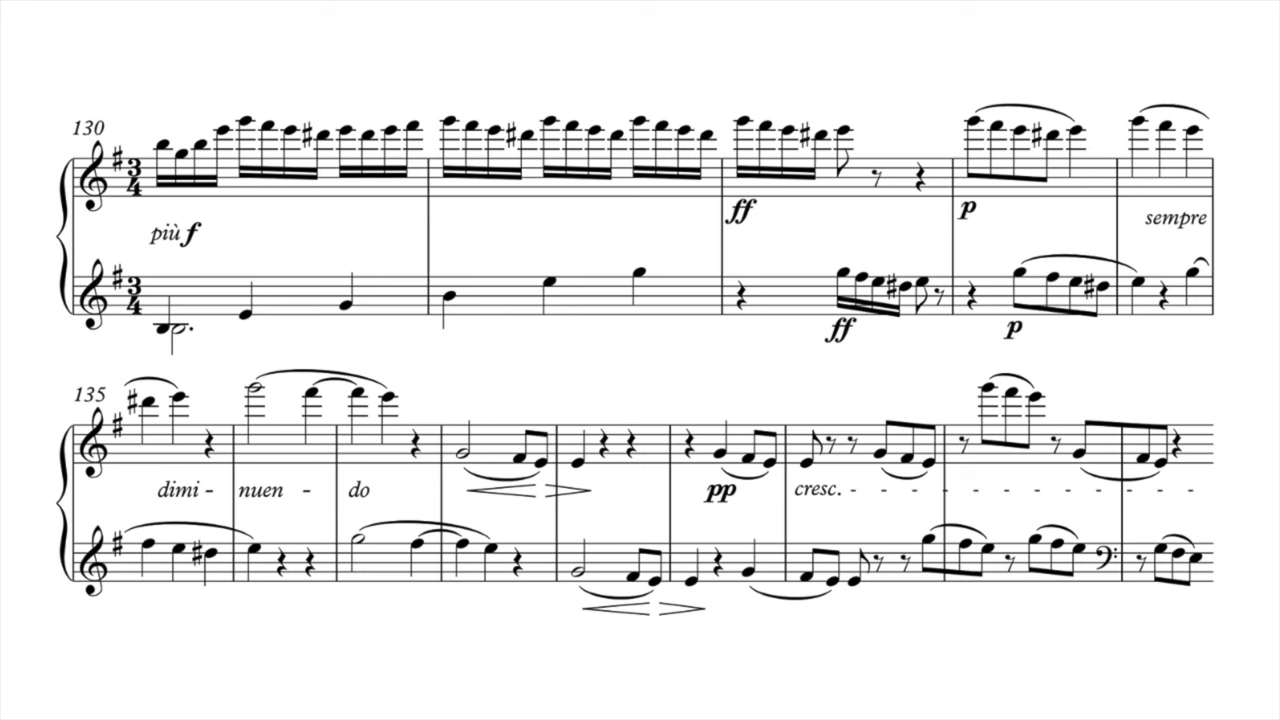 130
più f
ff
p
sempre
ff
p
135
dimi - nuen - do
pp
cresc. - - - - - - - - - - - -